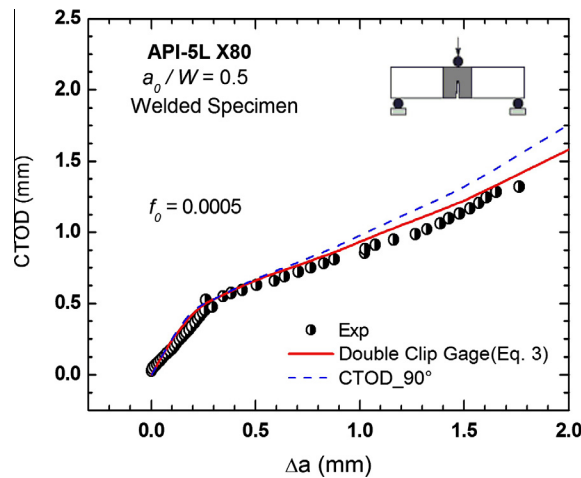 API-5L X80
a₀ / W = 0.5
Welded Specimen
f₀ = 0.0005
Exp
Double Clip Gage(Eq. 3)
CTOD_90°
CTOD (mm)
2.5
2.0
1.5
1.0
0.5
0.0
0.0
0.5
1.0
1.5
2.0
Δa (mm)